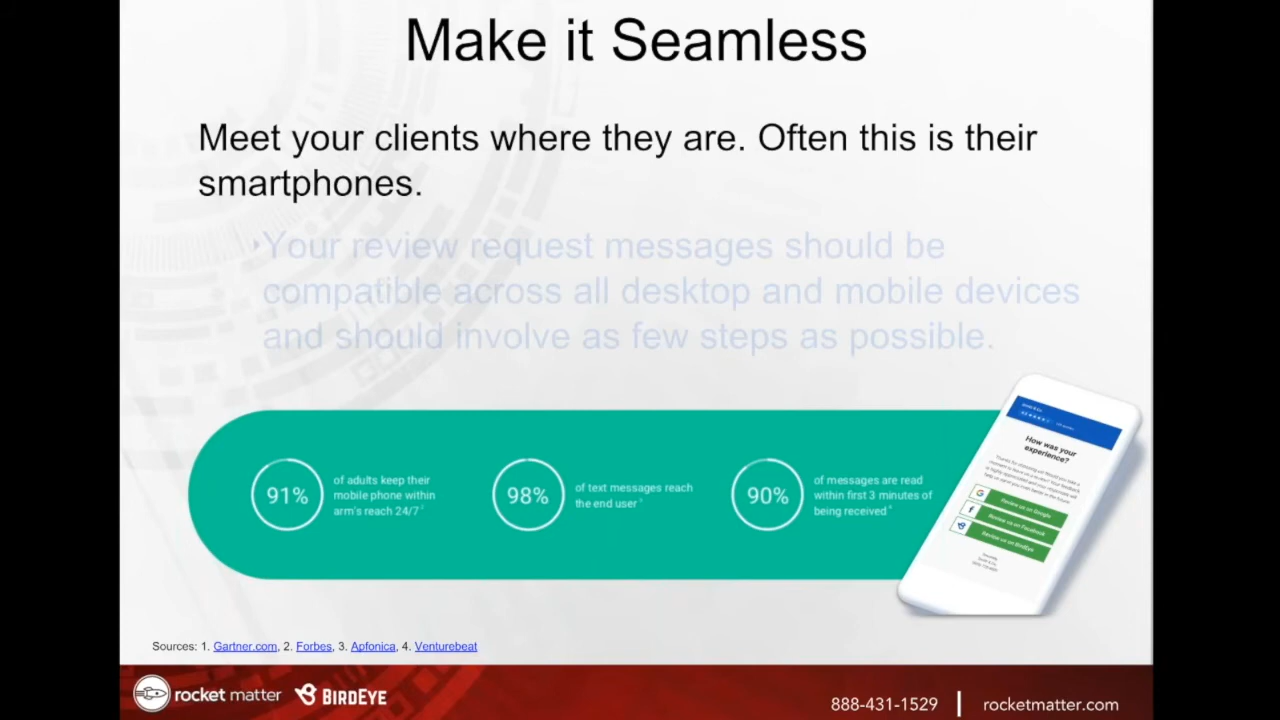 Make it Seamless
Meet your clients where they are. Often this is their
smartphones.
Your review request messages should be
compatible across all desktop and mobile devices
and should involve as few steps as possible.
91%
of adults keep their
mobile phone within
arm's reach 24/7
98%
of text messages reach
the end user
90%
of messages are read
within first 3 minutes of
being received
How was your
experience?
Review us on Google
Review us on Facebook
Review us on BirdEye
Sources: 1. Gartner.com, 2. Forbes, 3. Apfonica, 4. Venturebeat
rocket matter BIRDEYE
888-431-1529 | rocketmatter.com